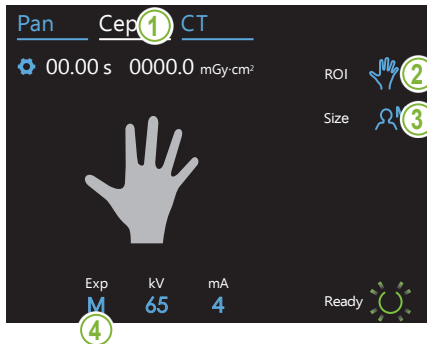 Pan Cep 1 CT
00.00 s 0000.0 mGy·cm²
ROI 2
Size 3
Exp kV mA
M 65 4
Ready
4